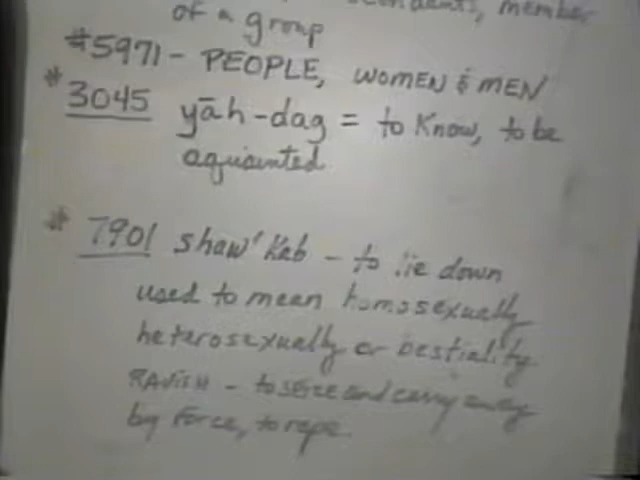 of a group
#5971 - PEOPLE, WOMEN & MEN
* 3045 yāh-dag = to Know, to be
aquianted
# 7901 shaw' Kab - to lie down
used to mean homosexually
heterosexually or bestiality
RAVISH - to seize and carry away
by force, to rape.